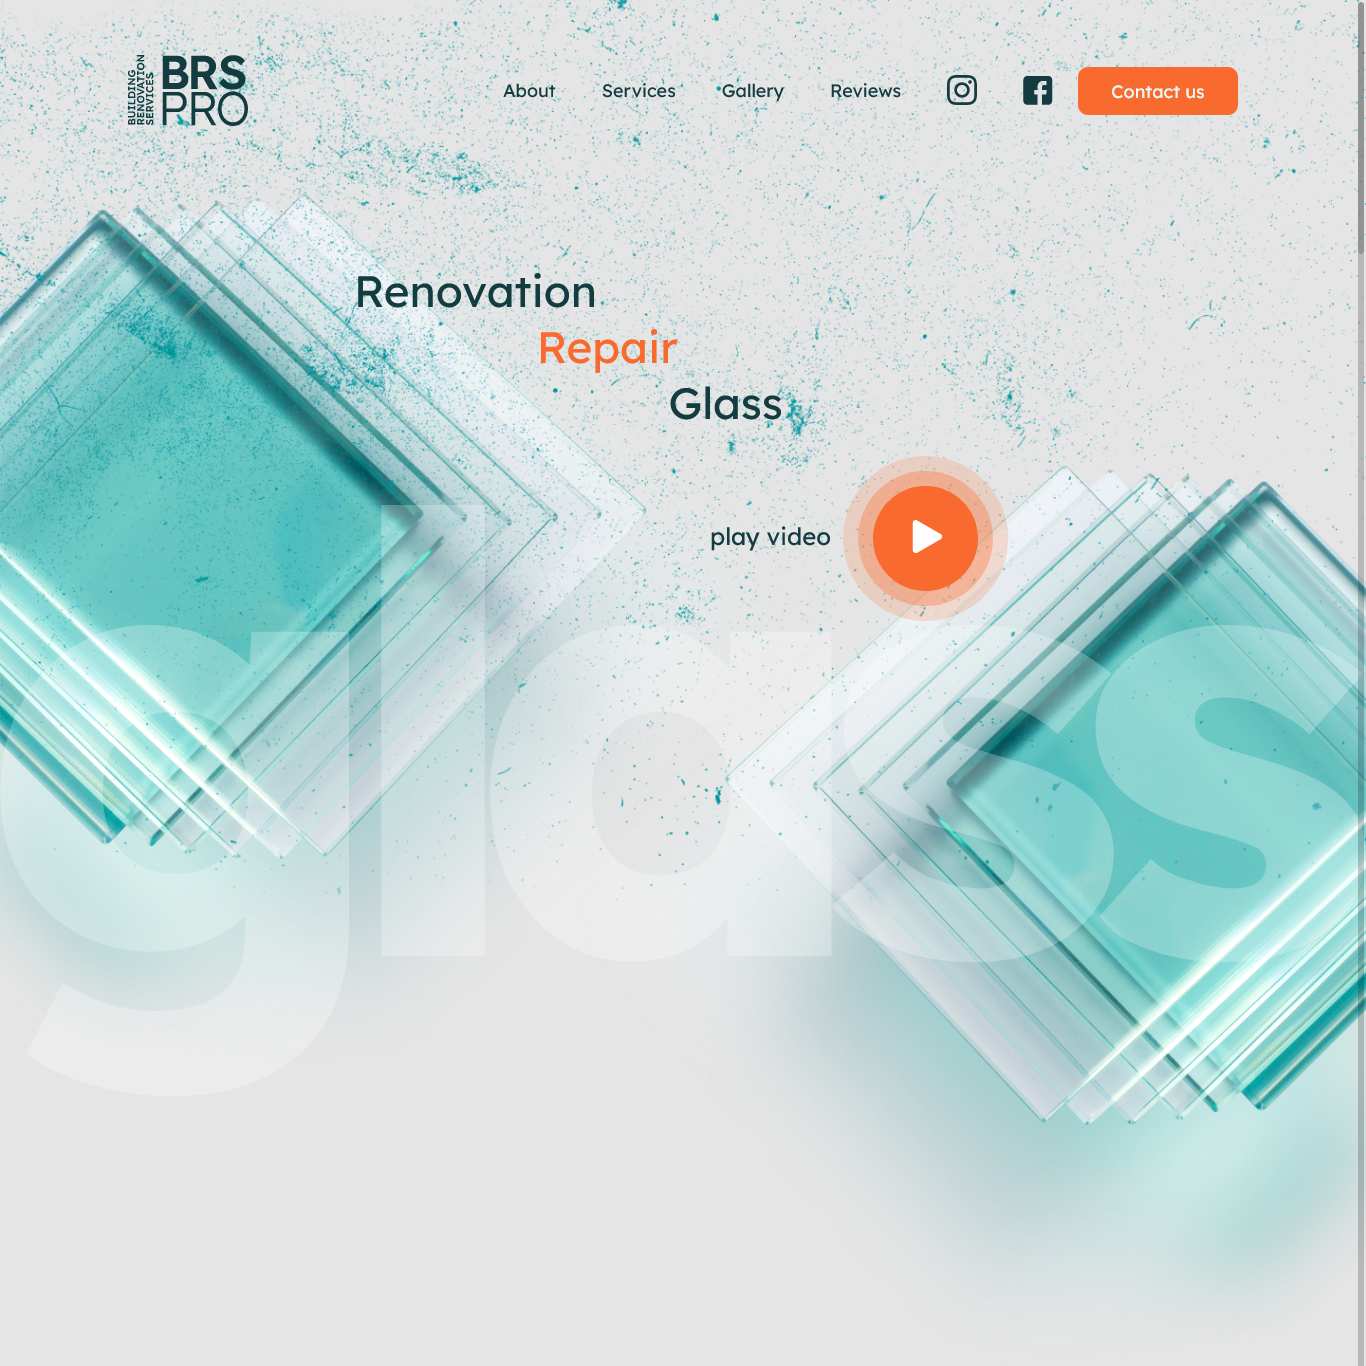 BUILDING
RENOVATION
SERVICES
BRS
PRO
About
Services
Gallery
Reviews
Contact us
Renovation
Repair
Glass
play video
glass